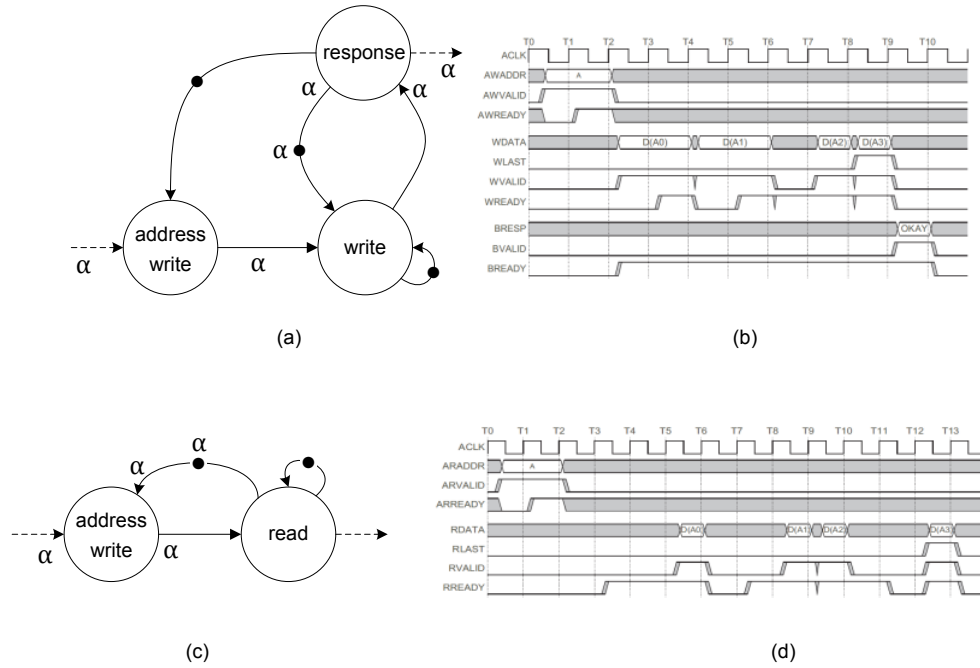 (a)
response
α
α
α
α
address
write
α
write
(b)
T0 T1 T2 T3 T4 T5 T6 T7 T8 T9 T10
ACLK
AWADDR A
AWVALID
AWREADY
WDATA D(A0) D(A1) D(A2) D(A3)
WLAST
WVALID
WREADY
BRESP OKAY
BVALID
BREADY
(c)
α
α
address
write
α
α
read
(d)
T0 T1 T2 T3 T4 T5 T6 T7 T8 T9 T10 T11 T12 T13
ACLK
ARADDR A
ARVALID
ARREADY
RDATA D(A0) D(A1) D(A2) D(A3)
RLAST
RVALID
RREADY